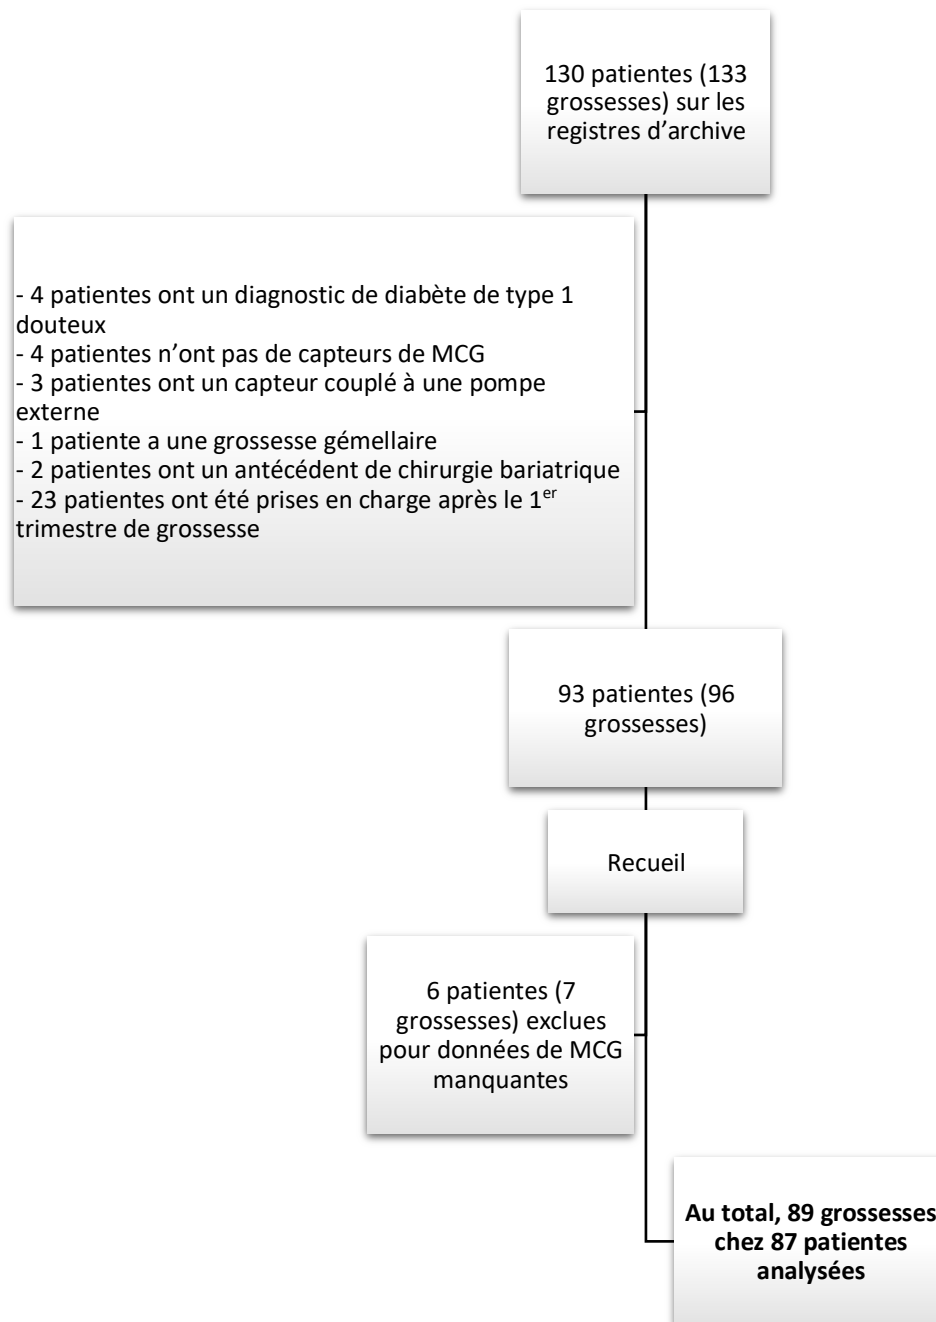 130 patientes (133
grossesses) sur les
registres d’archive
- 4 patientes ont un diagnostic de diabète de type 1
douteux
- 4 patientes n’ont pas de capteurs de MCG
- 3 patientes ont un capteur couplé à une pompe
externe
- 1 patiente a une grossesse gémellaire
- 2 patientes ont un antécédent de chirurgie bariatrique
- 23 patientes ont été prises en charge après le 1er
trimestre de grossesse
93 patientes (96
grossesses)
Recueil
6 patientes (7
grossesses) exclues
pour données de MCG
manquantes
Au total, 89 grossesses
chez 87 patientes
analysées